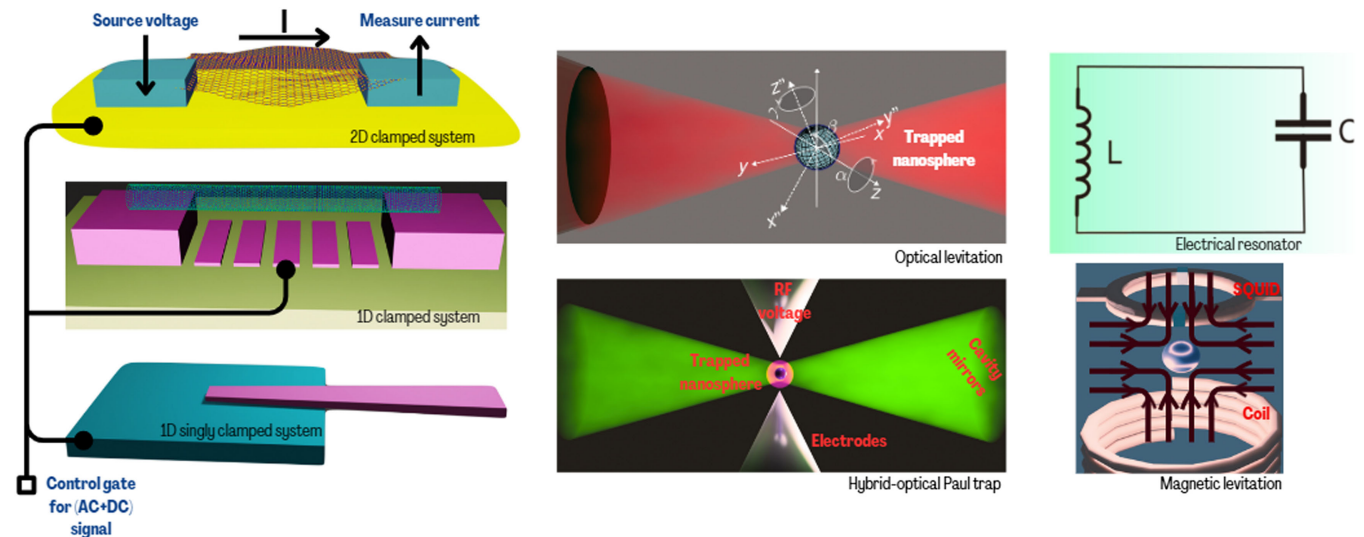 Source voltage
I
Measure current
2D clamped system
1D clamped system
1D singly clamped system
Control gate
for (AC+DC)
signal
z"
γ
β
y"
x
Trapped
nanosphere
y
α
z
x"
Optical levitation
RF
voltage
Trapped
nanosphere
Cavity
mirrors
Electrodes
Hybrid-optical Paul trap
L
C
Electrical resonator
SQUID
Coil
Magnetic levitation